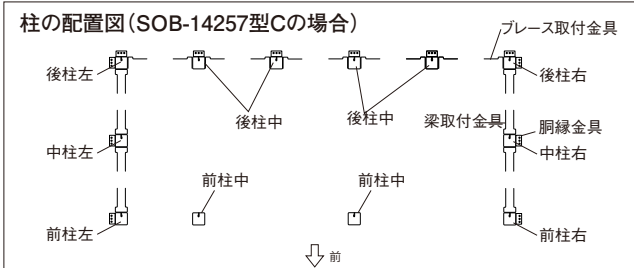 柱の配置図(SOB-14257型Cの場合)
ブレース取付金具
後柱左
後柱中
後柱中
後柱右
梁取付金具
胴縁金具
中柱左
中柱右
前柱中
前柱中
前柱左
前柱右
前